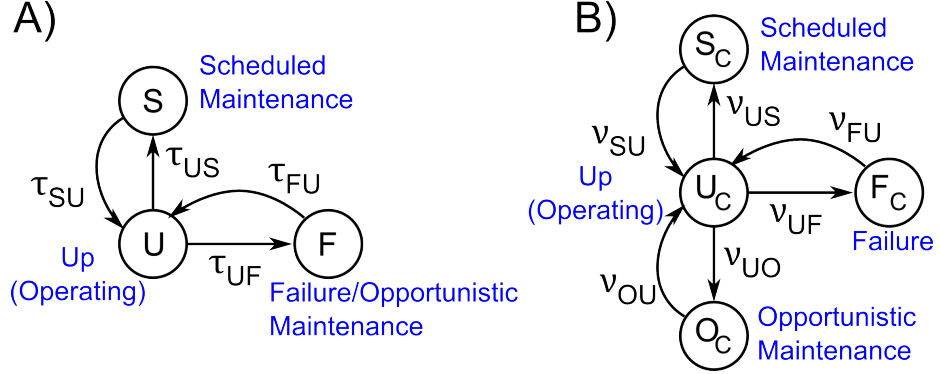 A)
Scheduled
Maintenance
S
τSU
τUS
τFU
U
F
τUF
Up
(Operating)
Failure/Opportunistic
Maintenance
B)
Scheduled
Maintenance
SC
νSU
νUS
νFU
Up
(Operating)
UC
FC
νUF
Failure
νOU
νUO
OC
Opportunistic
Maintenance